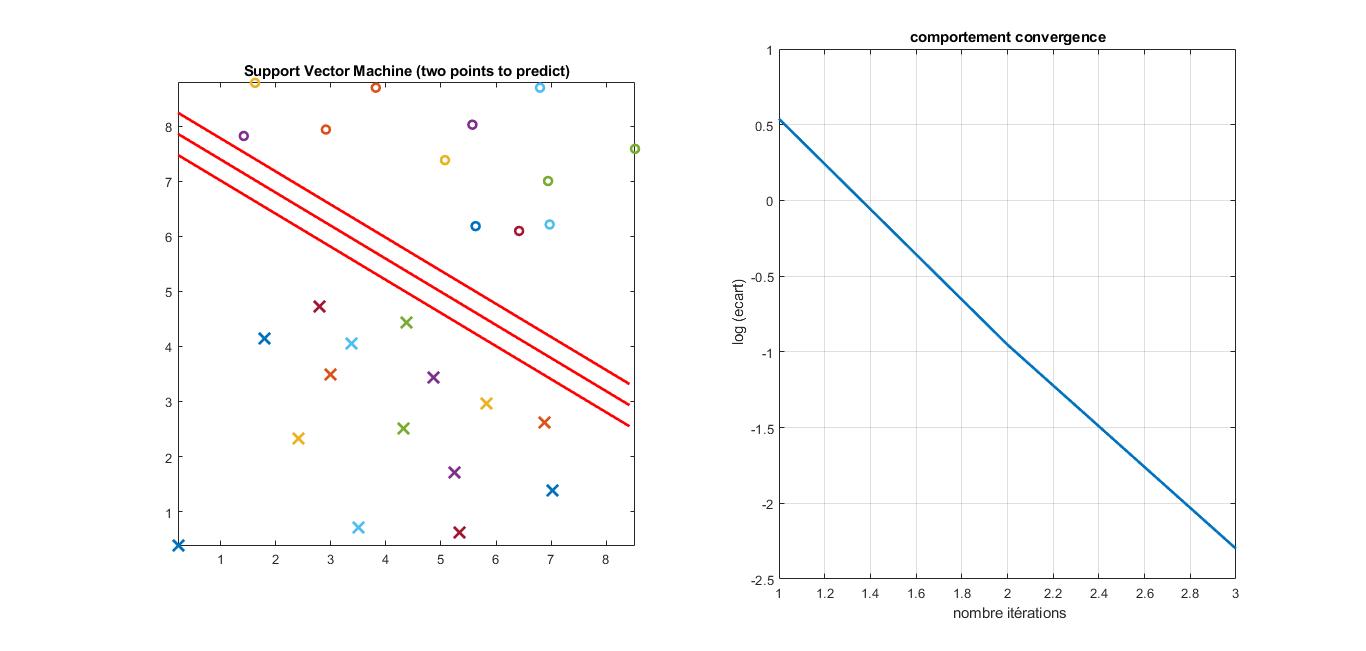 Support Vector Machine (two points to predict)
8
7
6
5
4
3
2
1
1 2 3 4 5 6 7 8
comportement convergence
1
0.5
0
-0.5
-1
-1.5
-2
-2.5
log (ecart)
1 1.2 1.4 1.6 1.8 2 2.2 2.4 2.6 2.8 3
nombre itérations